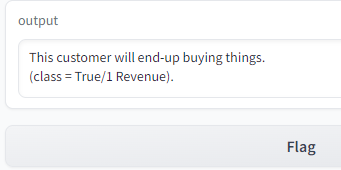 output
This customer will end-up buying things.
(class = True/1 Revenue).
Flag